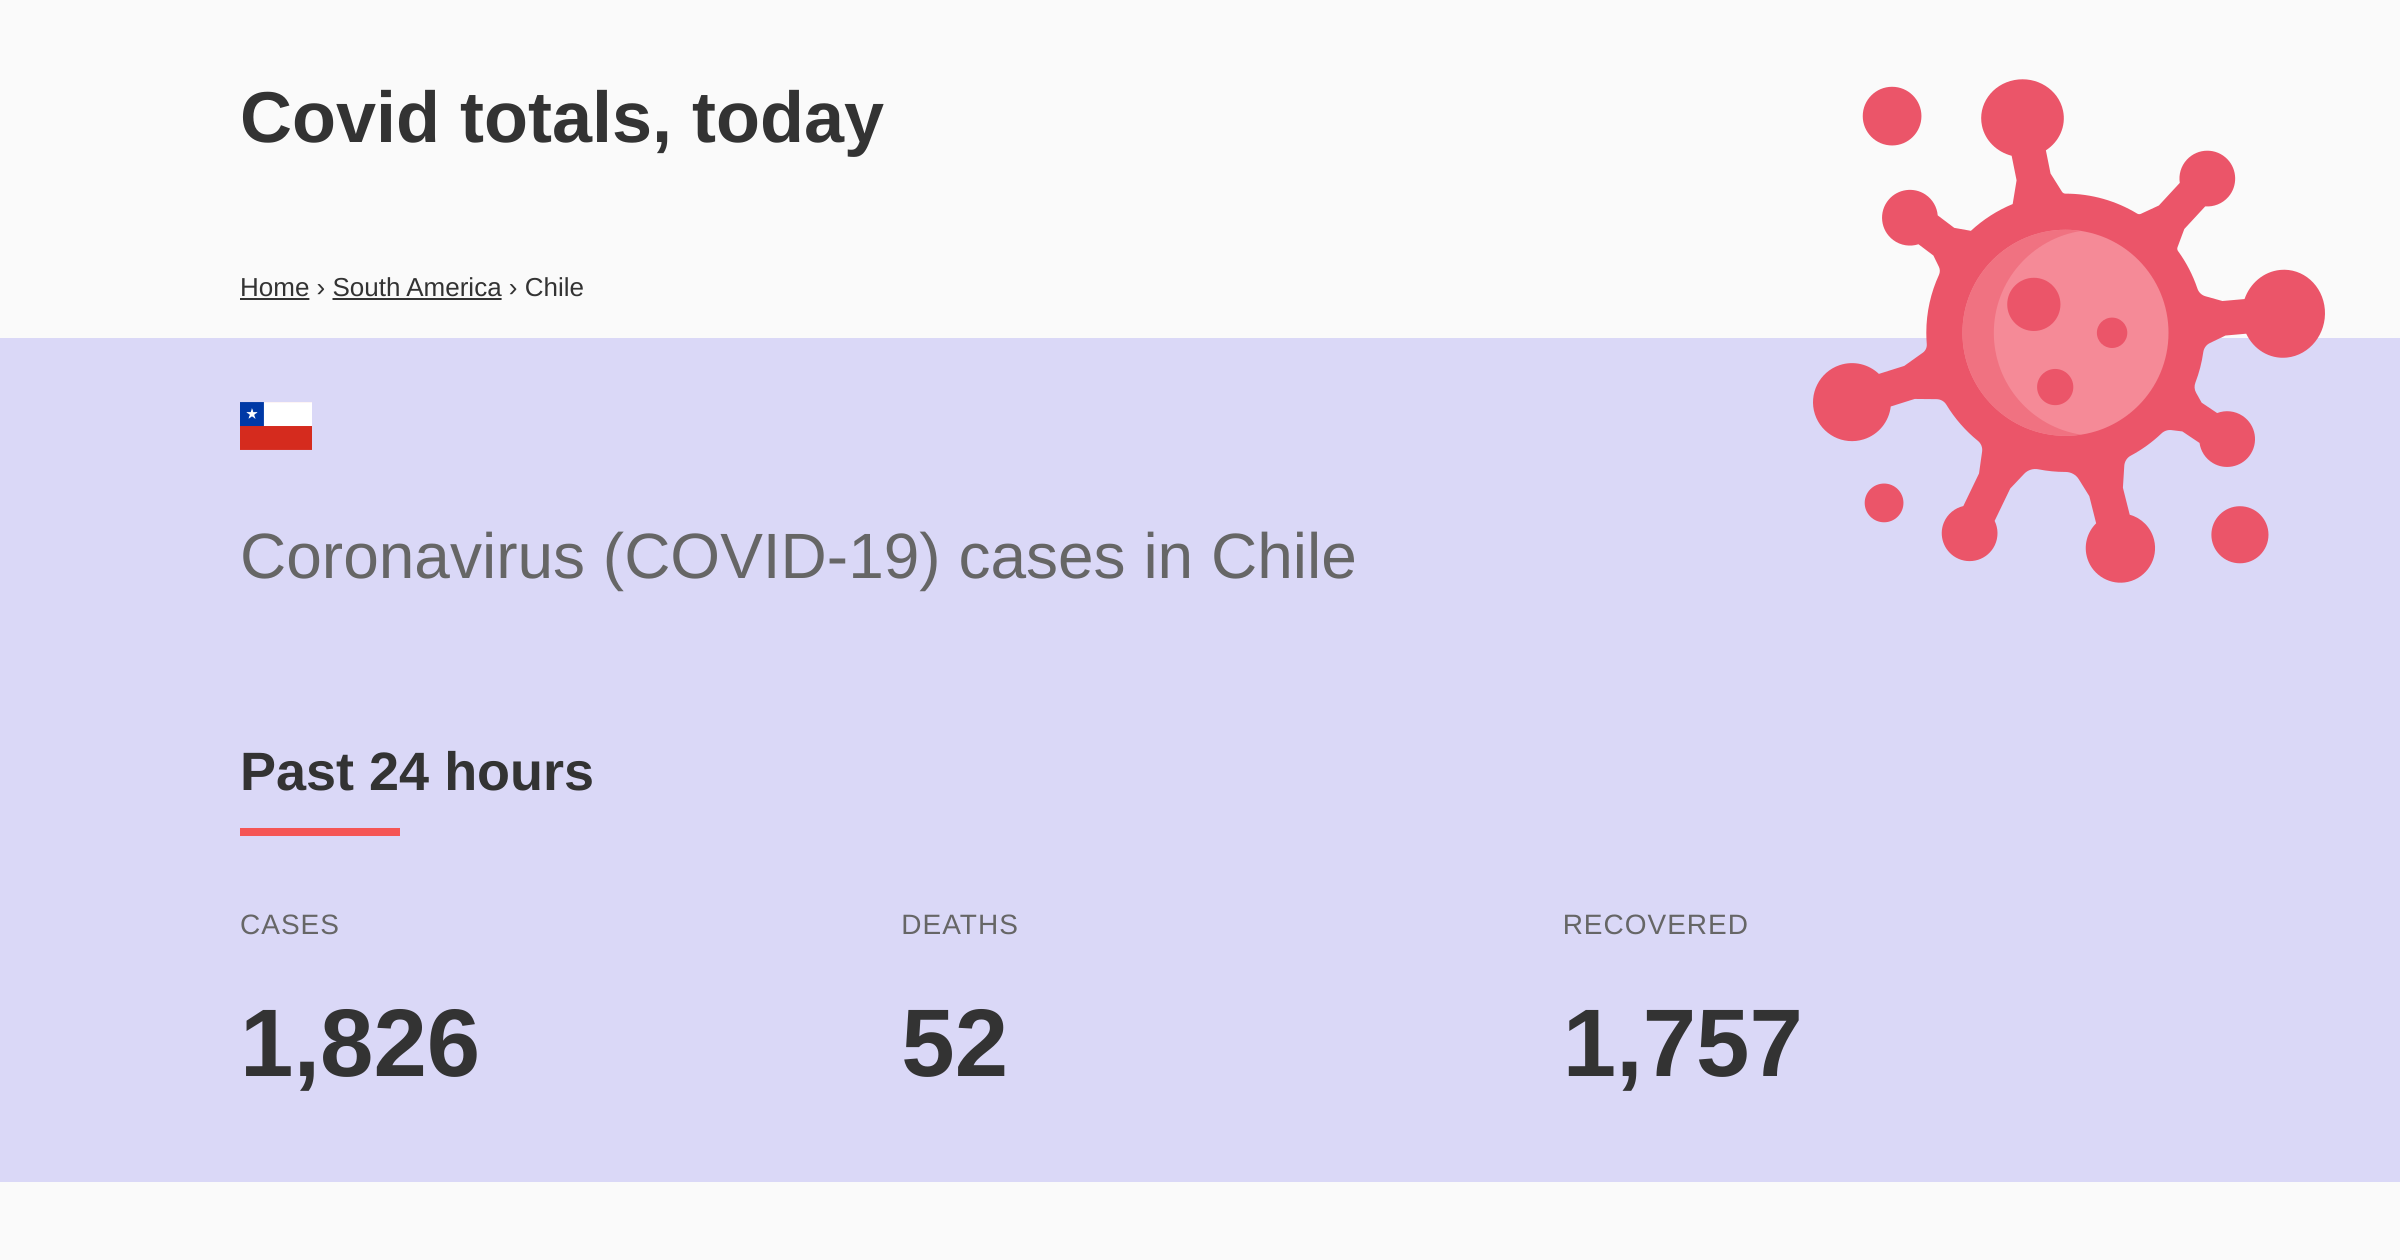 Covid totals, today
Home › South America › Chile
Coronavirus (COVID-19) cases in Chile
Past 24 hours
CASES
DEATHS
RECOVERED
1,826
52
1,757